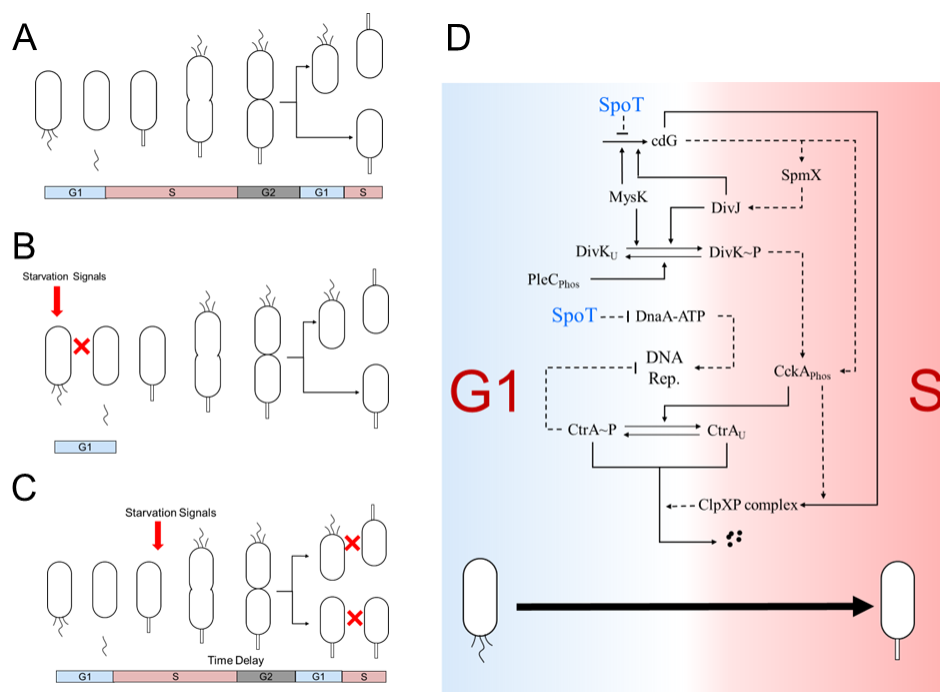 A
G1 S G2 G1 S
B
Starvation Signals
G1
C
Starvation Signals
Time Delay
G1 S G2 G1 S
D
SpoT
cdG
SpmX
MysK
DivJ
DivKU DivK~P
PleCPhos
SpoT DnaA-ATP
DNA
Rep.
CckAPhos
G1 S
CtrA~P CtrAU
ClpXP complex